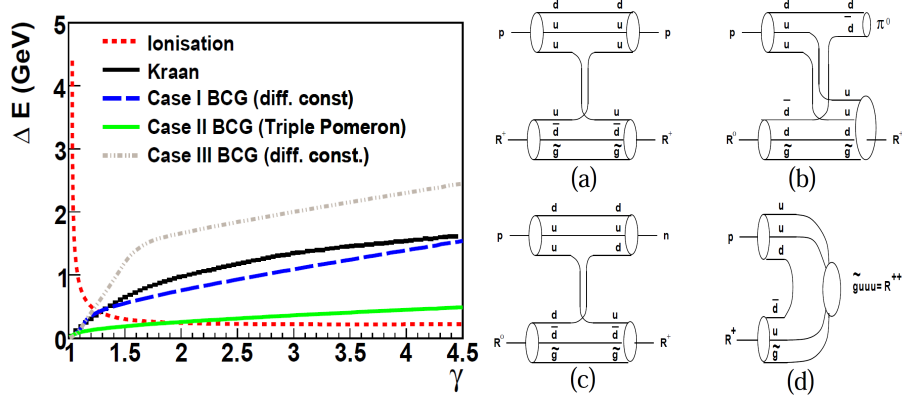 Δ E (GeV)
5
4
3
2
1
0
Ionisation
Kraan
Case I BCG (diff. const)
Case II BCG (Triple Pomeron)
Case III BCG (diff. const.)
1 1.5 2 2.5 3 3.5 4 4.5
γ
d d
p u u p
u u
u u
R⁺ d̅ d̅ R⁺
g̃ g̃
(a)
d d
p u d̅ π⁰
u
u
d̅
R⁰ d d R⁺
g̃ g̃
(b)
d d
p u u n
u d
d u
R⁰ d̅ d̅ R⁺
g̃ g̃
(c)
u
p u
d
g̃uuu= R⁺⁺
d̅
R⁺ u
g̃
(d)